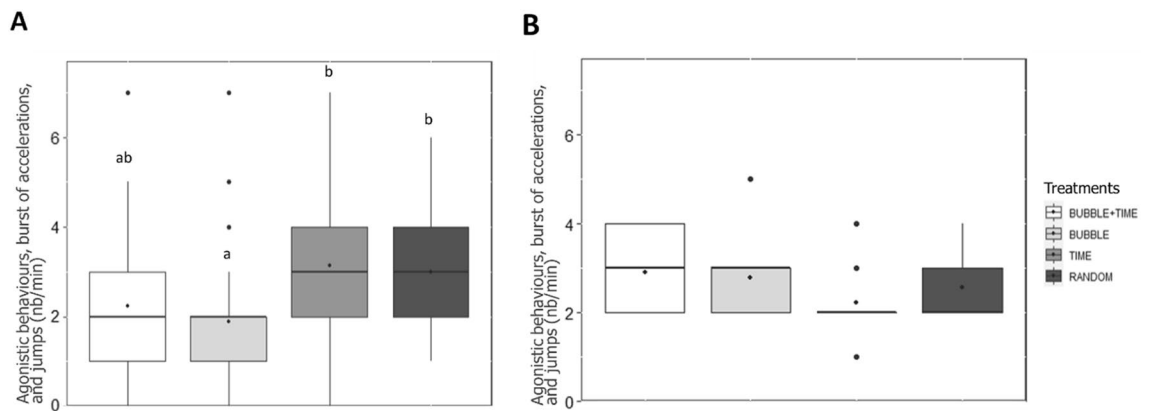 A
Agonistic behaviours, burst of accelerations,
and jumps (nb/min)
6
4
2
0
ab
a
b
b
B
Agonistic behaviours, burst of accelerations,
and jumps (nb/min)
6
4
2
0
Treatments
BUBBLE+TIME
BUBBLE
TIME
RANDOM